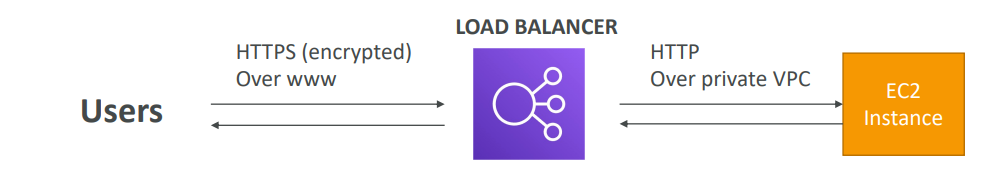 LOAD BALANCER
HTTPS (encrypted)
Over www
HTTP
Over private VPC
Users
EC2
Instance